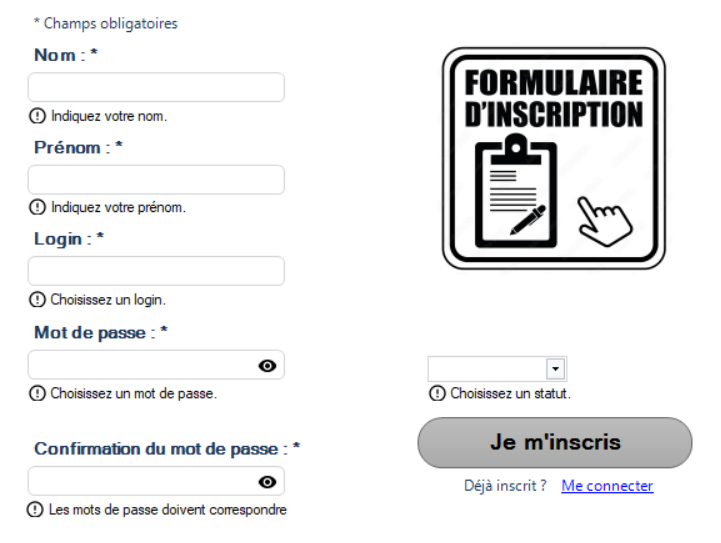 * Champs obligatoires
Nom : *
Indiquez votre nom.
Prénom : *
Indiquez votre prénom.
Login : *
Choisissez un login.
Mot de passe : *
Choisissez un mot de passe.
Confirmation du mot de passe : *
Les mots de passe doivent correspondre
FORMULAIRE
D'INSCRIPTION
Choisissez un statut.
Je m'inscris
Déjà inscrit ? Me connecter